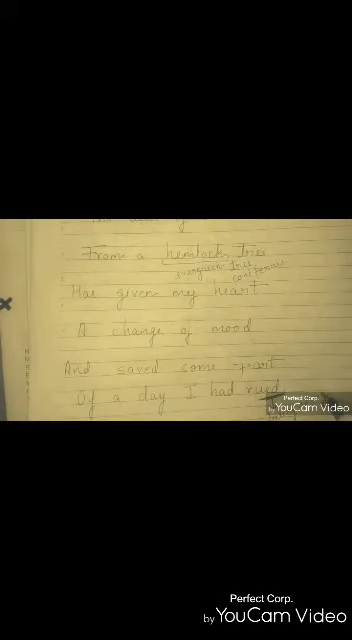 From a hemlock tree
evergreen tree
coniferous
Has given my heart
A change of mood
And saved some part
Of a day I had rued.
Perfect Corp.
by YouCam Video
Perfect Corp.
by YouCam Video